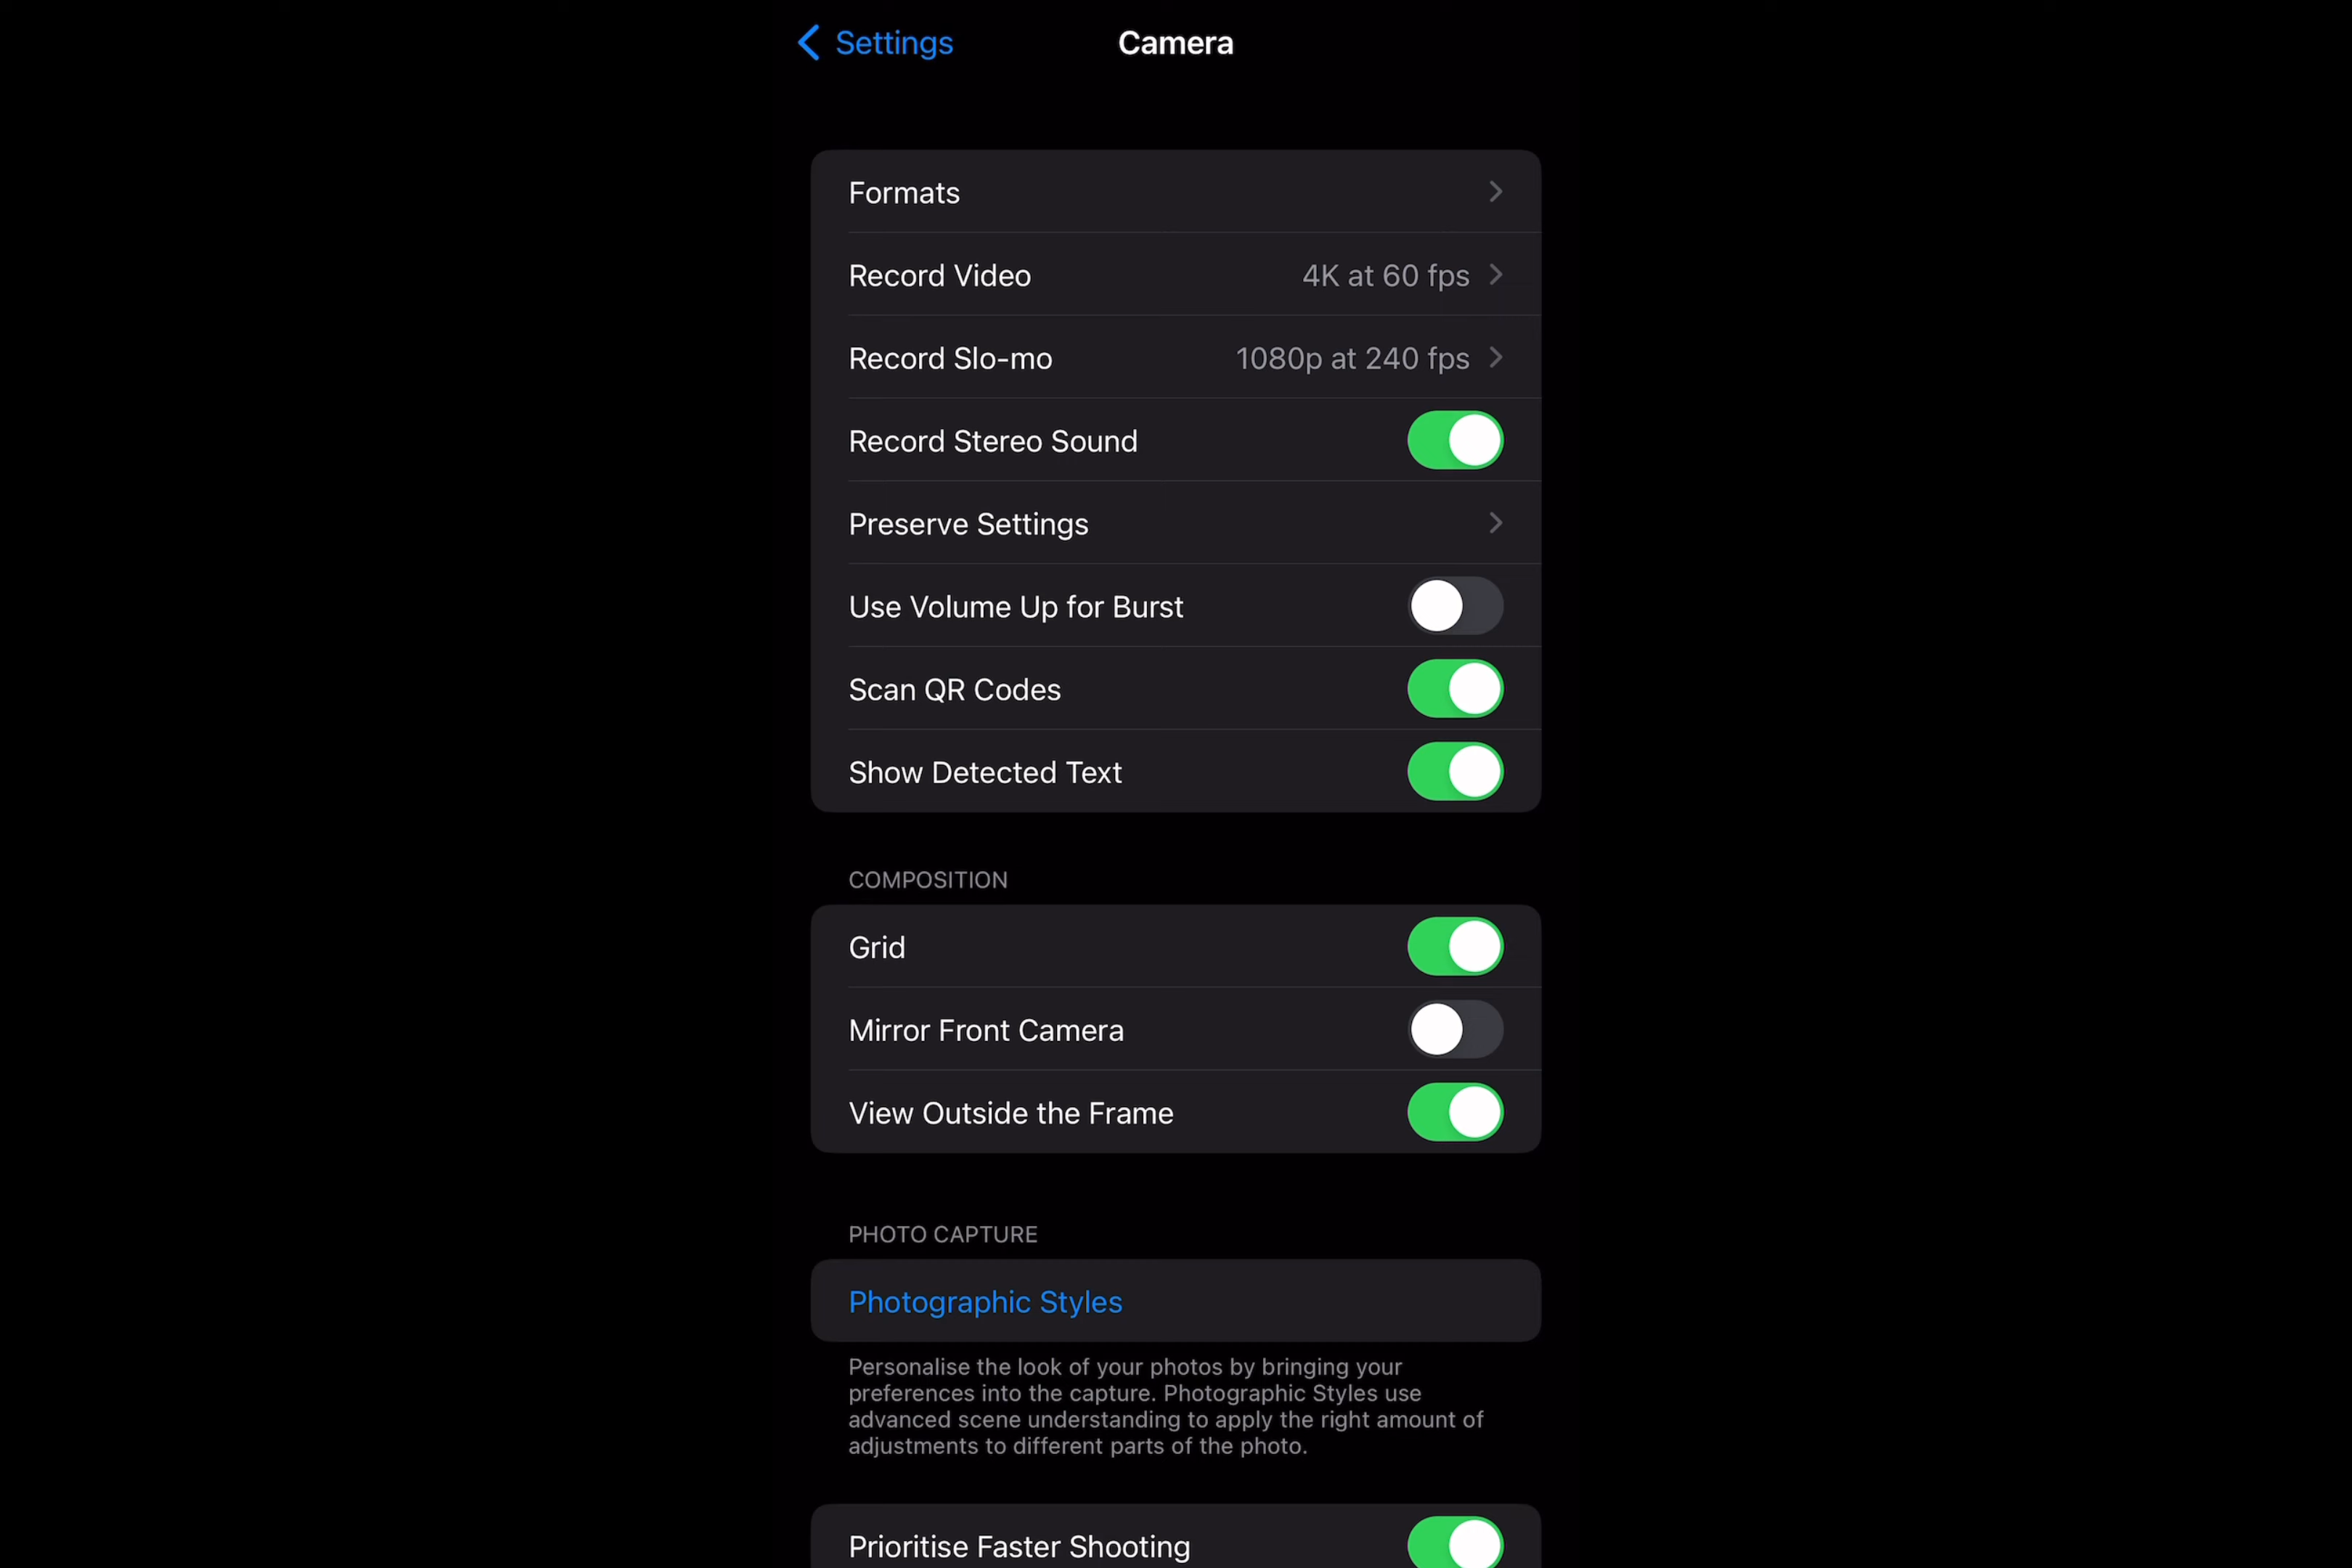 Settings
Camera
Formats
Record Video 4K at 60 fps
Record Slo-mo 1080p at 240 fps
Record Stereo Sound
Preserve Settings
Use Volume Up for Burst
Scan QR Codes
Show Detected Text
COMPOSITION
Grid
Mirror Front Camera
View Outside the Frame
PHOTO CAPTURE
Photographic Styles
Personalise the look of your photos by bringing your
preferences into the capture. Photographic Styles use
advanced scene understanding to apply the right amount of
adjustments to different parts of the photo.
Prioritise Faster Shooting